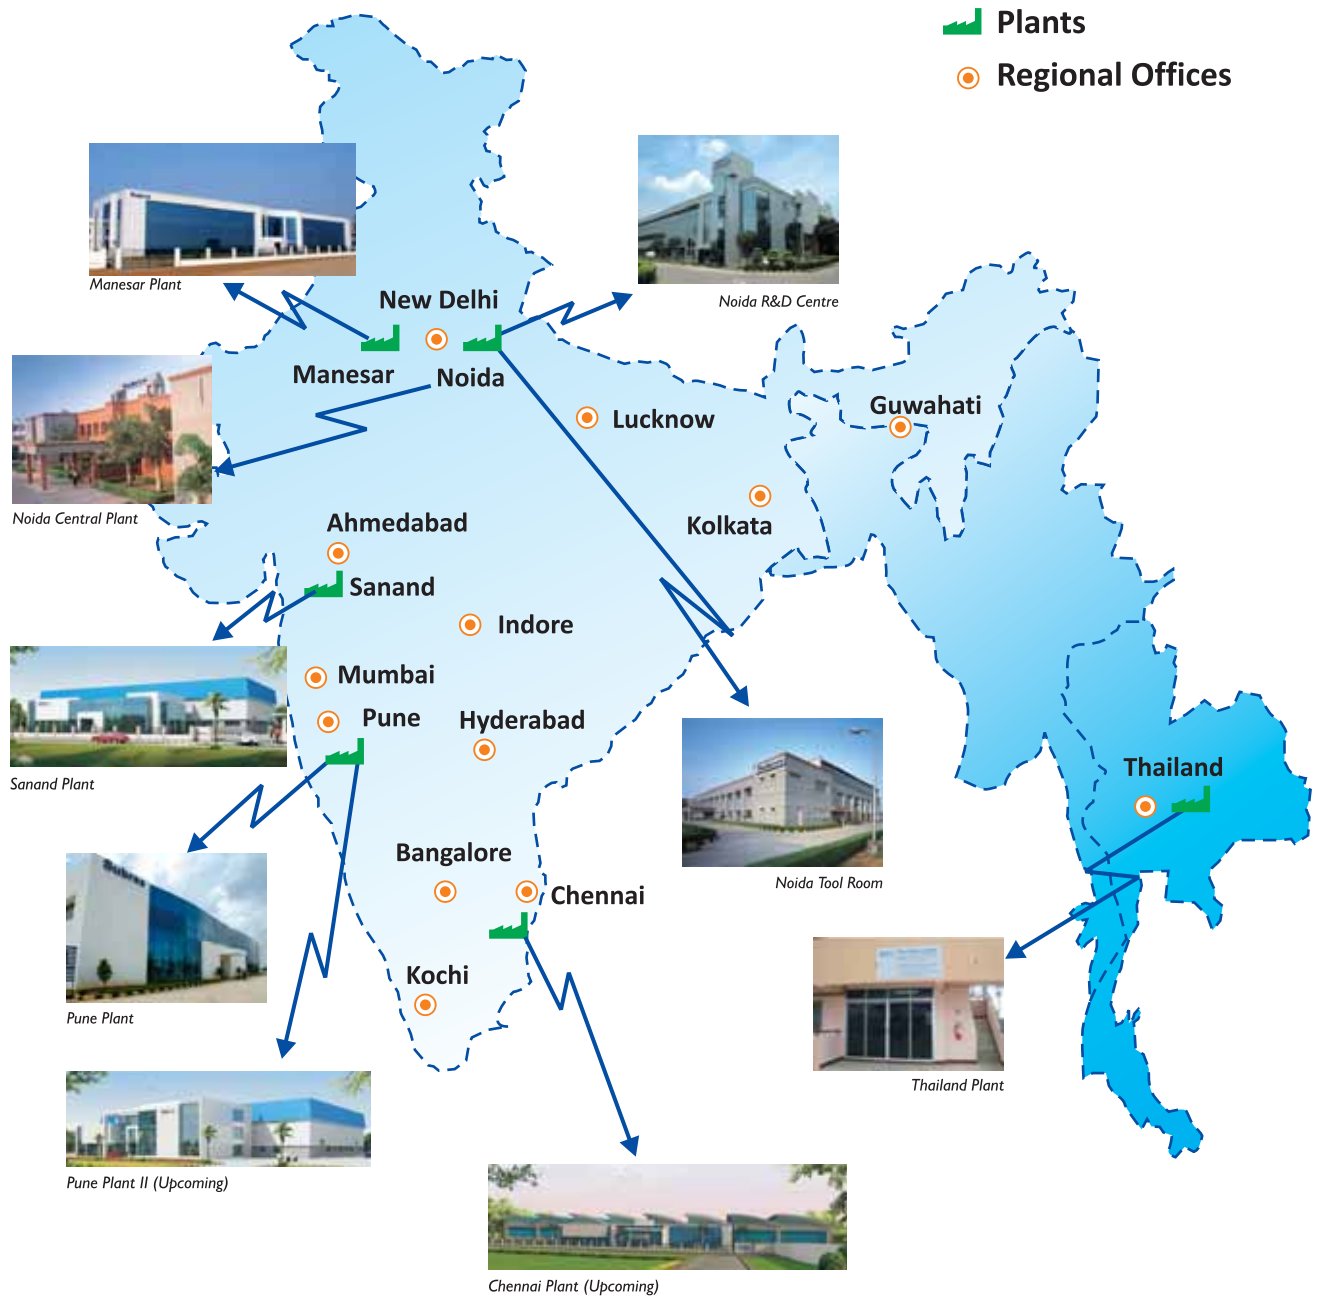 Plants
Regional Offices
Manesar Plant
Noida R&D Centre
New Delhi
Manesar
Noida
Lucknow
Guwahati
Noida Central Plant
Ahmedabad
Kolkata
Sanand
Indore
Mumbai
Pune
Hyderabad
Sanand Plant
Thailand
Bangalore
Chennai
Noida Tool Room
Subros
Kochi
Pune Plant
Thailand Plant
Pune Plant II (Upcoming)
Chennai Plant (Upcoming)